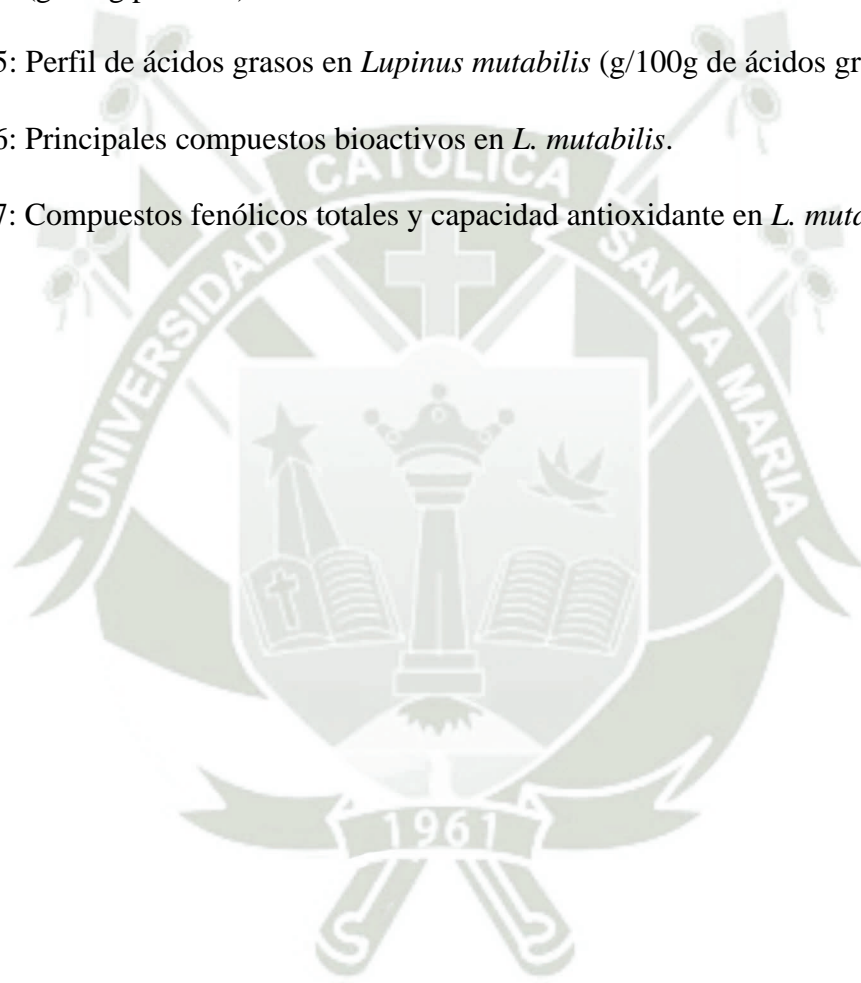 5: Perfil de ácidos grasos en Lupinus mutabilis (g/100g de ácidos gr
6: Principales compuestos bioactivos en L. mutabilis.
7: Compuestos fenólicos totales y capacidad antioxidante en L. muta
UNIVERSIDAD CATOLICA SANTA MARIA
1961